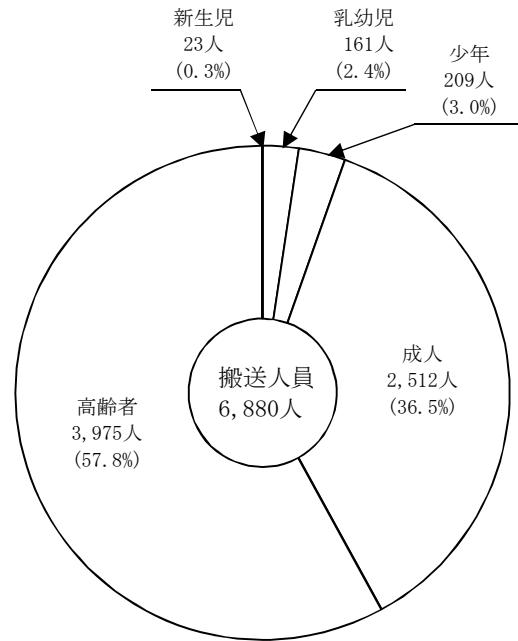 新生児
23人
(0.3%)
乳幼児
161人
(2.4%)
少年
209人
(3.0%)
成人
2,512人
(36.5%)
搬送人員
6,880人
高齢者
3,975人
(57.8%)